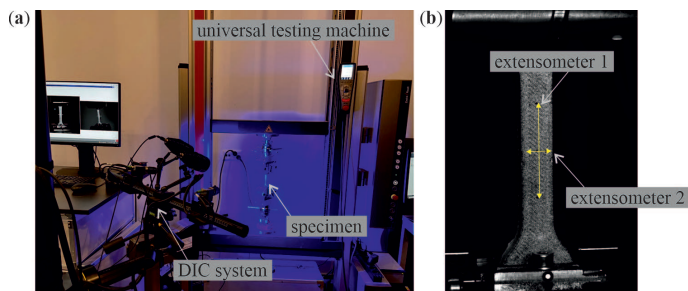 (a)
universal testing machine
specimen
DIC system
(b)
extensometer 1
extensometer 2